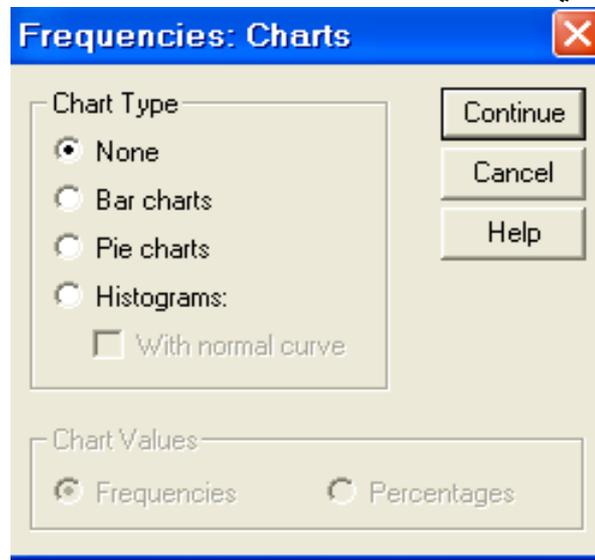 Frequencies: Charts
Chart Type
None
Bar charts
Pie charts
Histograms:
With normal curve
Continue
Cancel
Help
Chart Values
Frequencies
Percentages